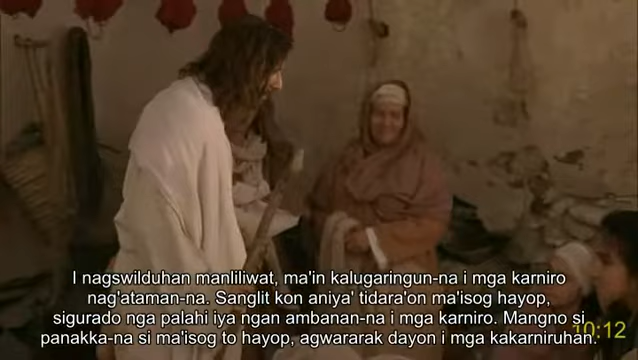 I nagswilduhan manliliwat, ma'in kalugaringun-na i mga karniro
nag'ataman-na. Sanglit kon aniya' tidara'on ma'isog hayop,
sigurado nga palahi iya ngan ambanan-na i mga karniro. Mangno si
panakka-na si ma'isog to hayop, agwararak dayon i mga kakarniruhan.
10:12